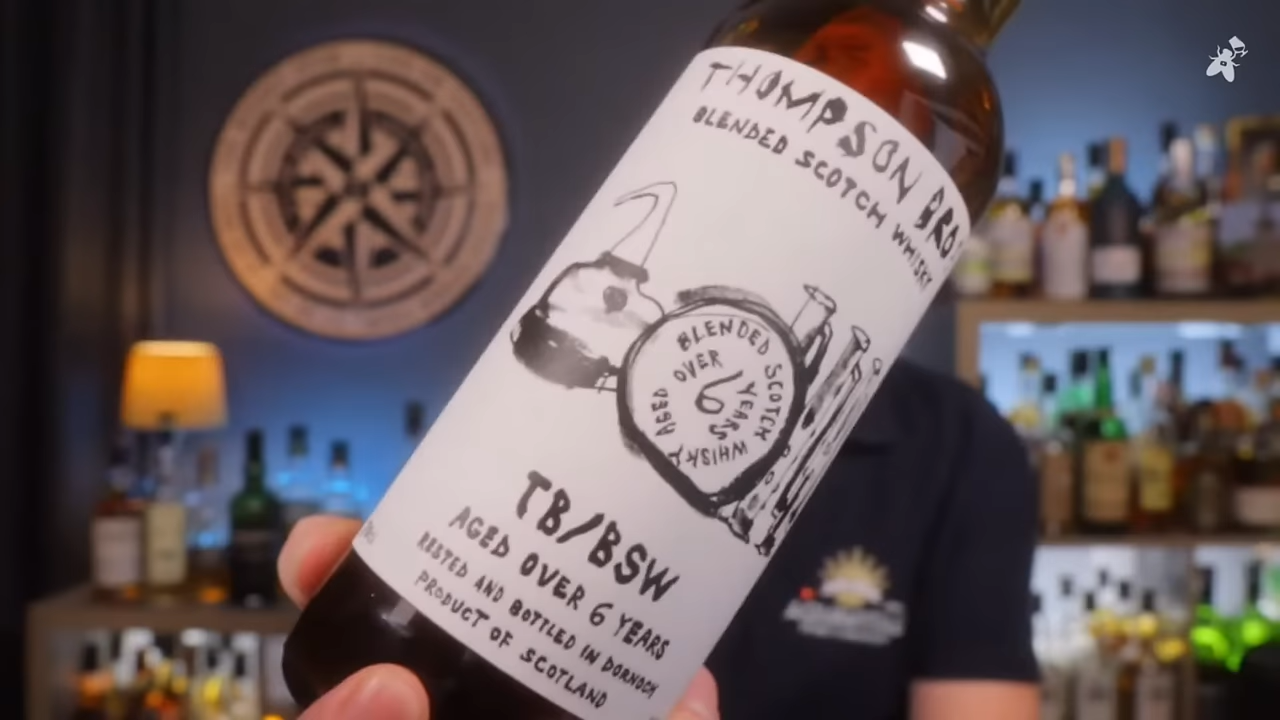 THOMPSON BRO
BLENDED SCOTCH WHISKY
BLENDED SCOTCH WHISKY AGED
OVER 6 YEARS
TB/BSW
AGED OVER 6 YEARS
RESTED AND BOTTLED IN DORNOCH
PRODUCT OF SCOTLAND